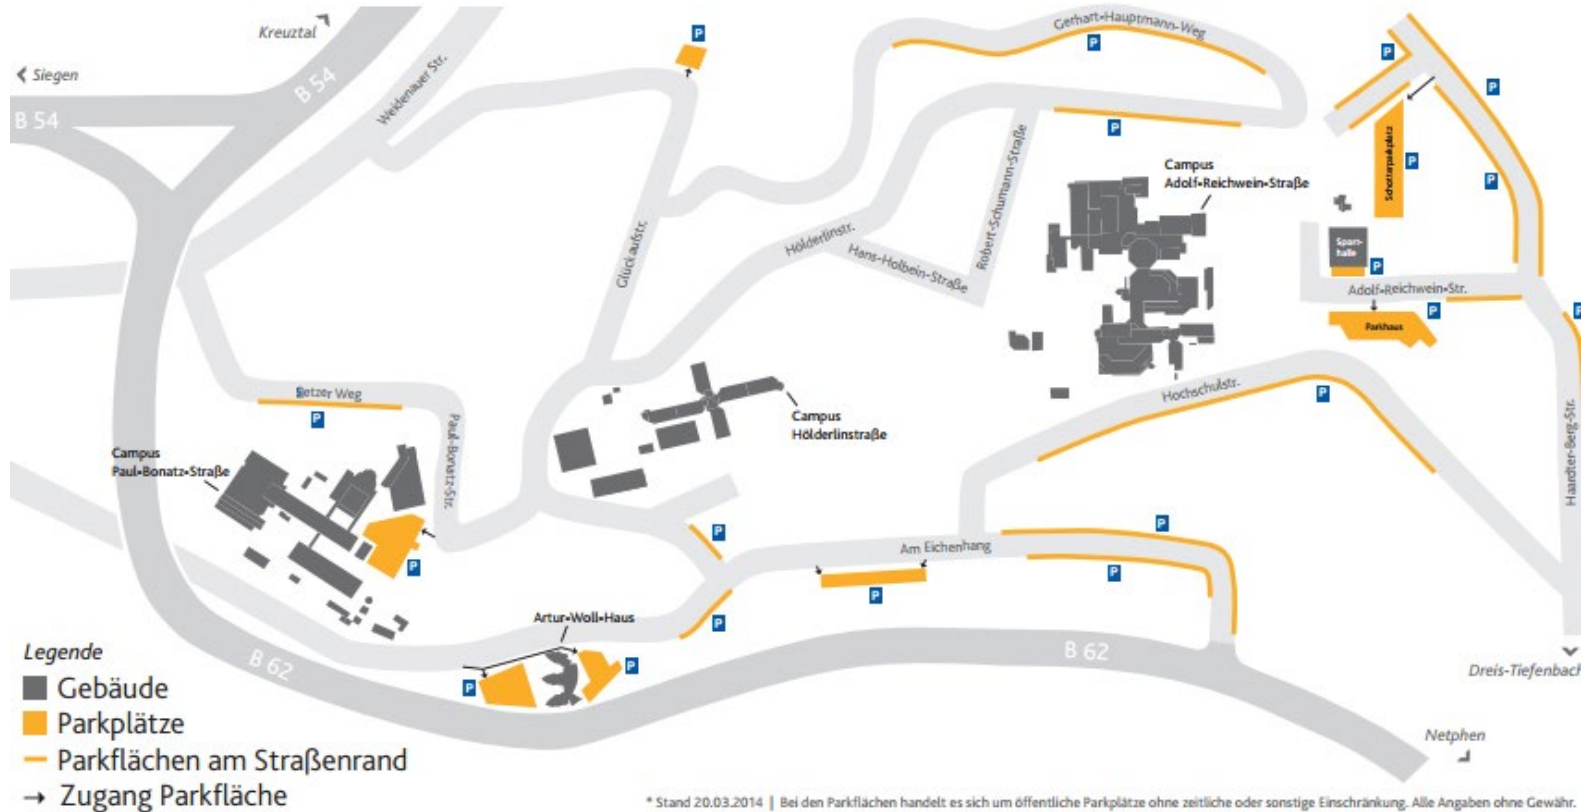 Kreuztal
Siegen
B 54
B 54
Weidenauer Str.
P
Gerhart-Hauptmann-Weg
P
P
P
P
P
P
Schotterparkplatz
Campus
Adolf-Reichwein-Straße
Robert-Schumann-Straße
Hölderlinstr.
Hans-Holbein-Straße
Glückaufstr.
halle
P
Adolf-Reichwein-Str.
P
Parkhaus
P
Weg
P
Paul-Bonatz-Str.
Campus
Paul-Bonatz-Straße
P
Campus
Hölderlinstraße
Hochschulstr.
P
Haardter-Berg-Str.
P
Am Eichenhang
P
P
P
P
Artur-Woll-Haus
P
P
B 62
B 62
Dreis-Tiefenbach
Netphen
Legende
Gebäude
Parkplätze
Parkflächen am Straßenrand
Zugang Parkfläche
* Stand 20.03.2014 | Bei den Parkflächen handelt es sich um öffentliche Parkplätze ohne zeitliche oder sonstige Einschränkung. Alle Angaben ohne Gewähr.